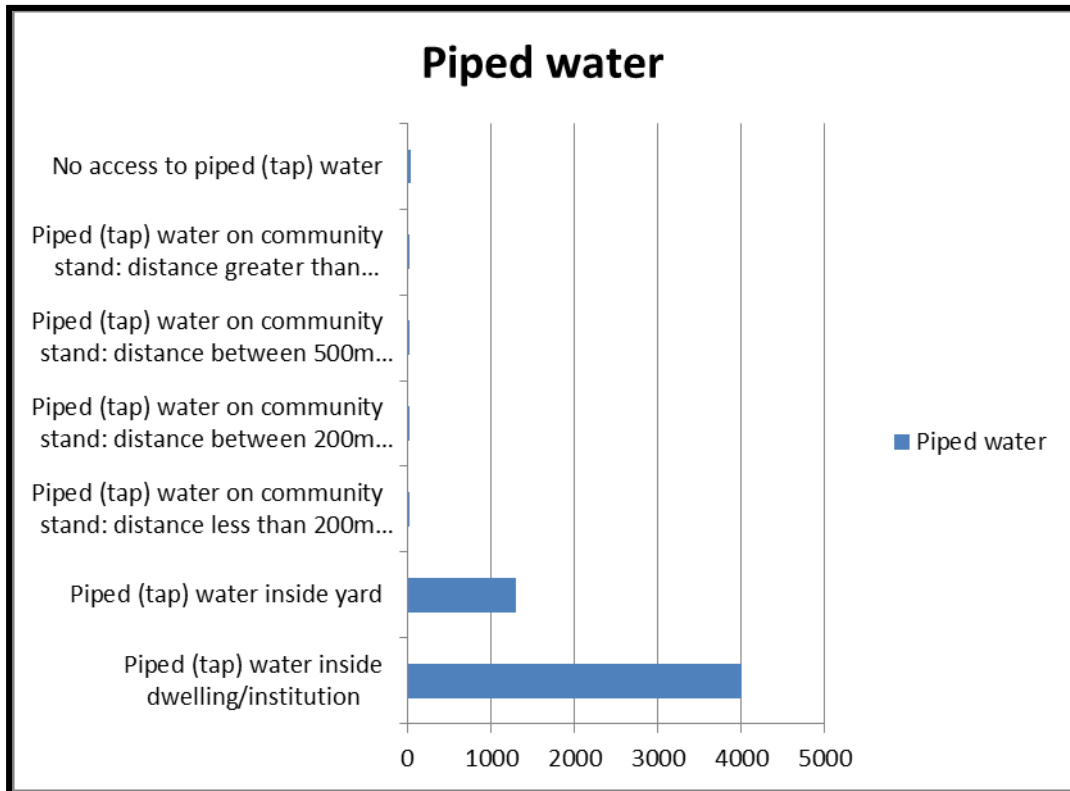 Piped water
No access to piped (tap) water
Piped (tap) water on community
stand: distance greater than...
Piped (tap) water on community
stand: distance between 500m...
Piped (tap) water on community
stand: distance between 200m...
Piped (tap) water on community
stand: distance less than 200m...
Piped (tap) water inside yard
Piped (tap) water inside
dwelling/institution
0 1000 2000 3000 4000 5000
Piped water